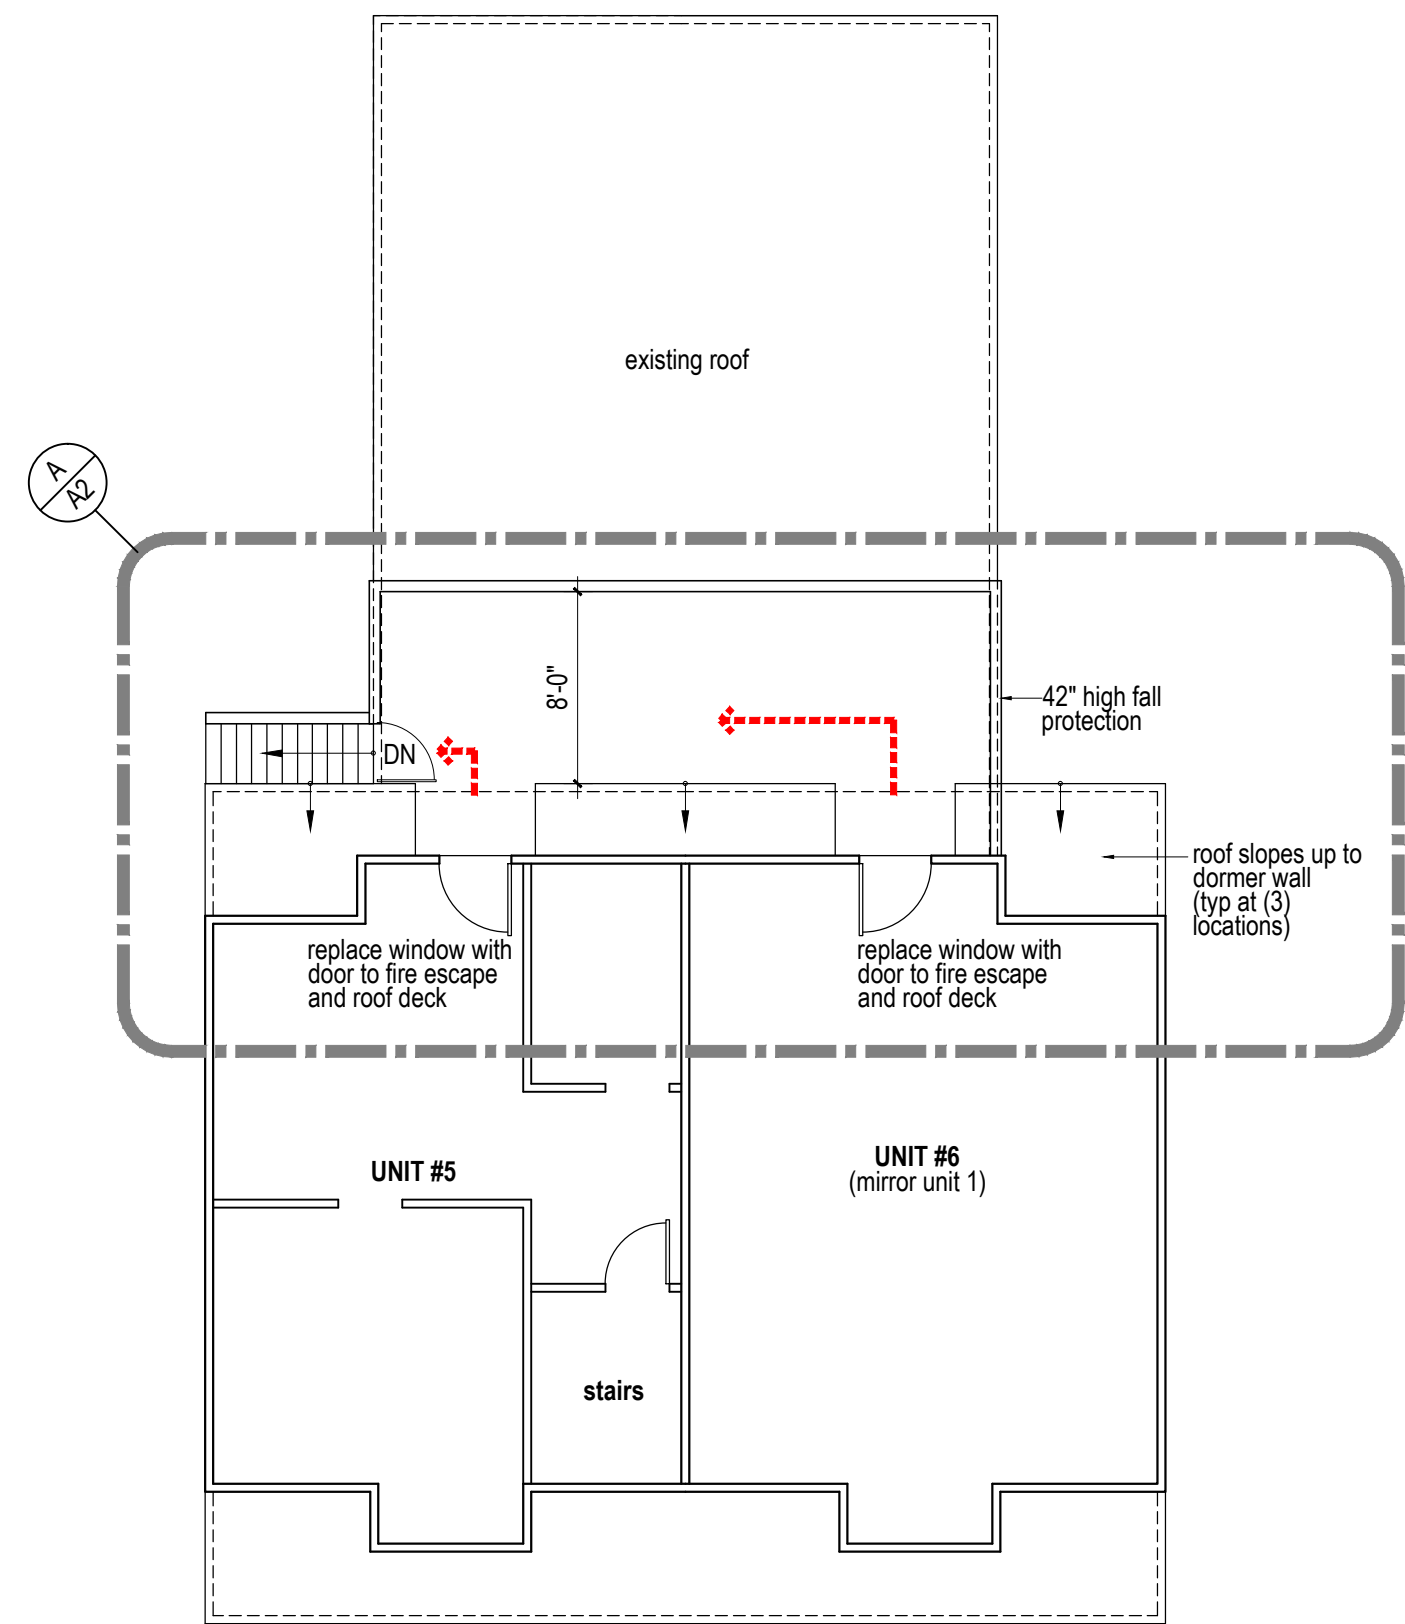 existing roof
A
A2
8'-0"
42" high fall
protection
DN
roof slopes up to
dormer wall
(typ at (3)
locations)
replace window with
door to fire escape
and roof deck
replace window with
door to fire escape
and roof deck
UNIT #5
UNIT #6
(mirror unit 1)
stairs